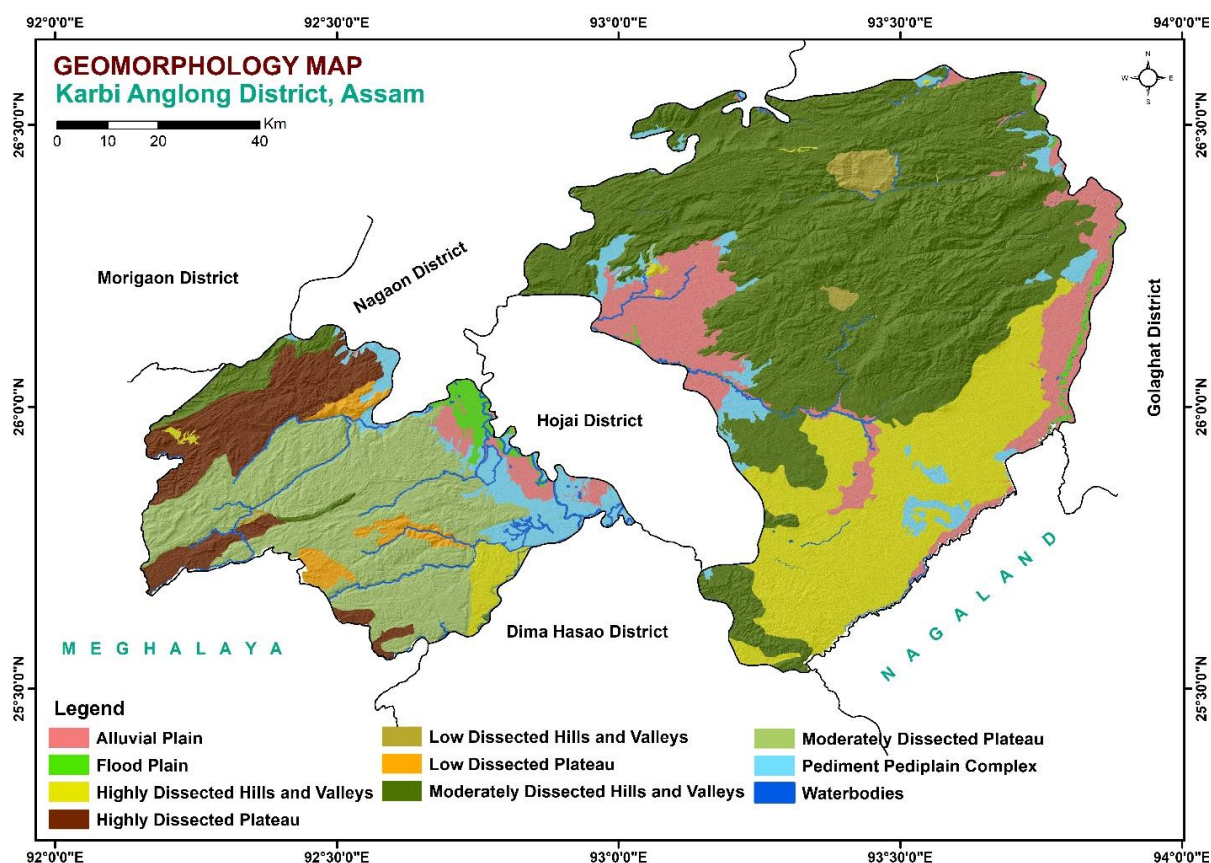 92°0'0"E 92°30'0"E 93°0'0"E 93°30'0"E 94°0'0"E
GEOMORPHOLOGY MAP
Karbi Anglong District, Assam
Km
0 10 20 40
N
W E
S
26°30'0"N 26°30'0"N
Morigaon District
Nagaon District
Golaghat District
26°0'0"N 26°0'0"N
Hojai District
Dima Hasao District
MEGHALAYA
NAGALAND
25°30'0"N 25°30'0"N
Legend
Alluvial Plain
Flood Plain
Highly Dissected Hills and Valleys
Highly Dissected Plateau
Low Dissected Hills and Valleys
Low Dissected Plateau
Moderately Dissected Hills and Valleys
Moderately Dissected Plateau
Pediment Pediplain Complex
Waterbodies
92°0'0"E 92°30'0"E 93°0'0"E 93°30'0"E 94°0'0"E